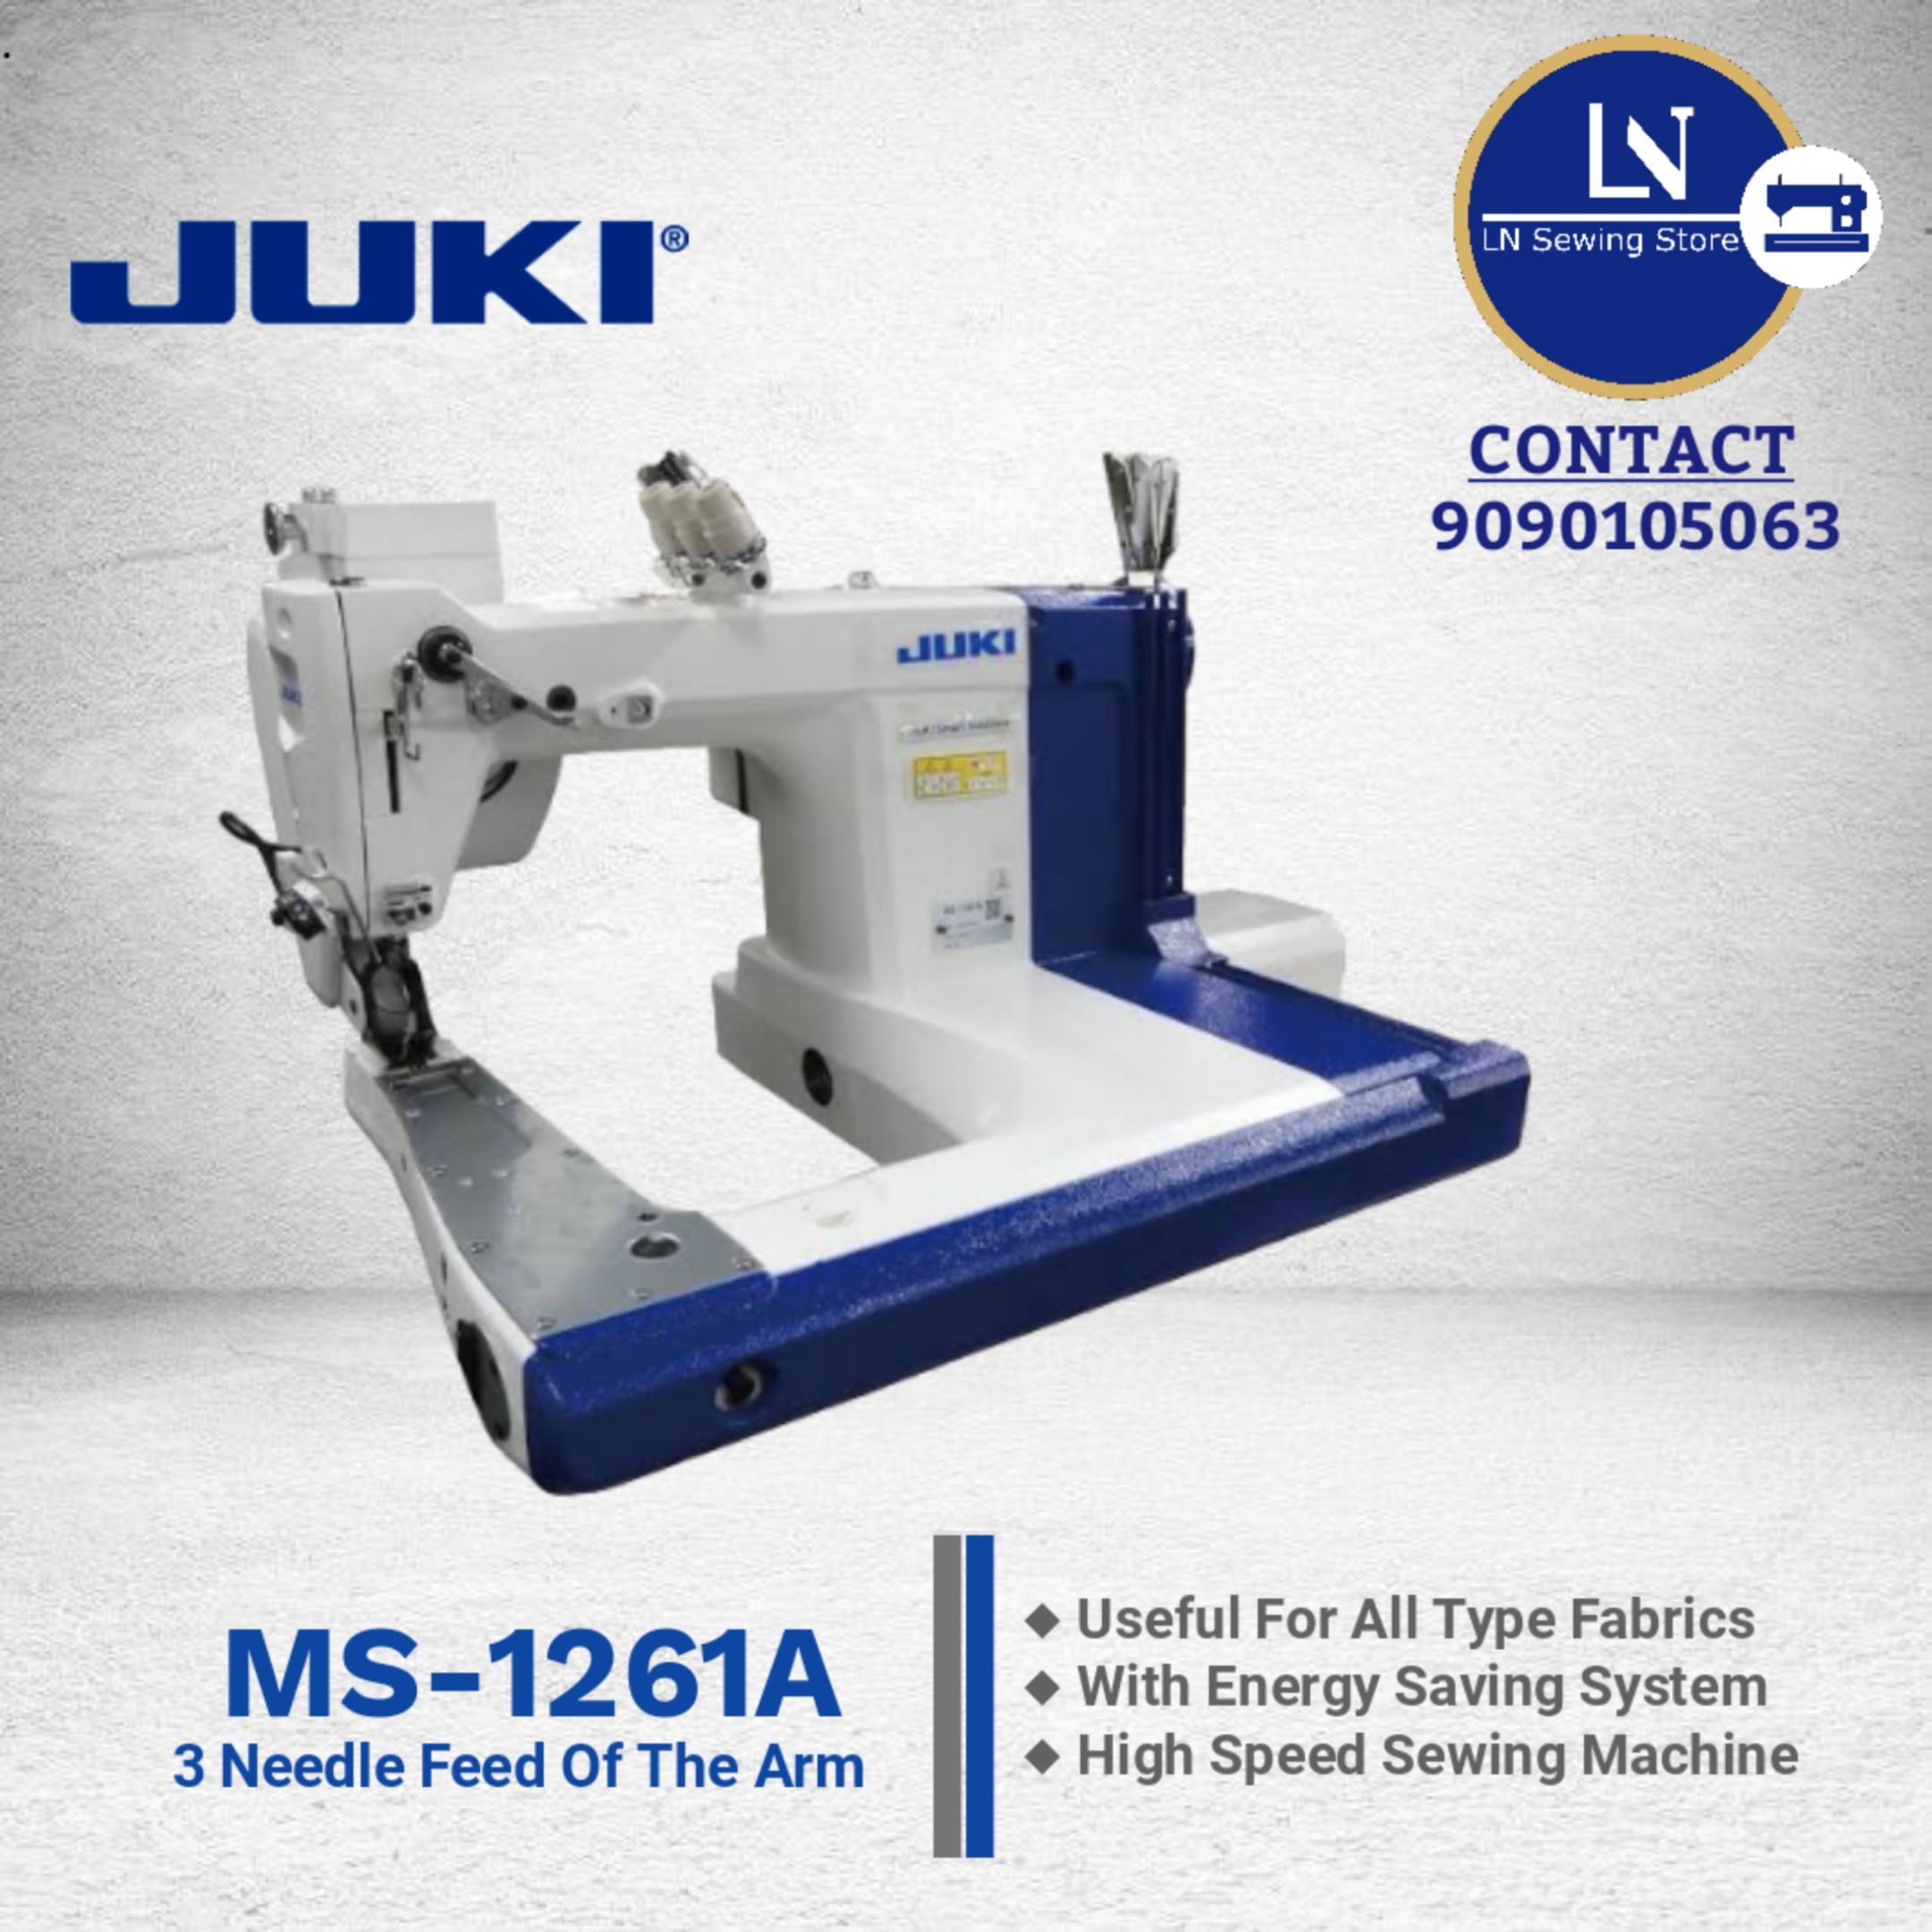 JUKI®
LN
LN Sewing Store
CONTACT
9090105063
JUKI
JUKI
MS-1261A
3 Needle Feed Of The Arm
◆ Useful For All Type Fabrics
◆ With Energy Saving System
◆ High Speed Sewing Machine